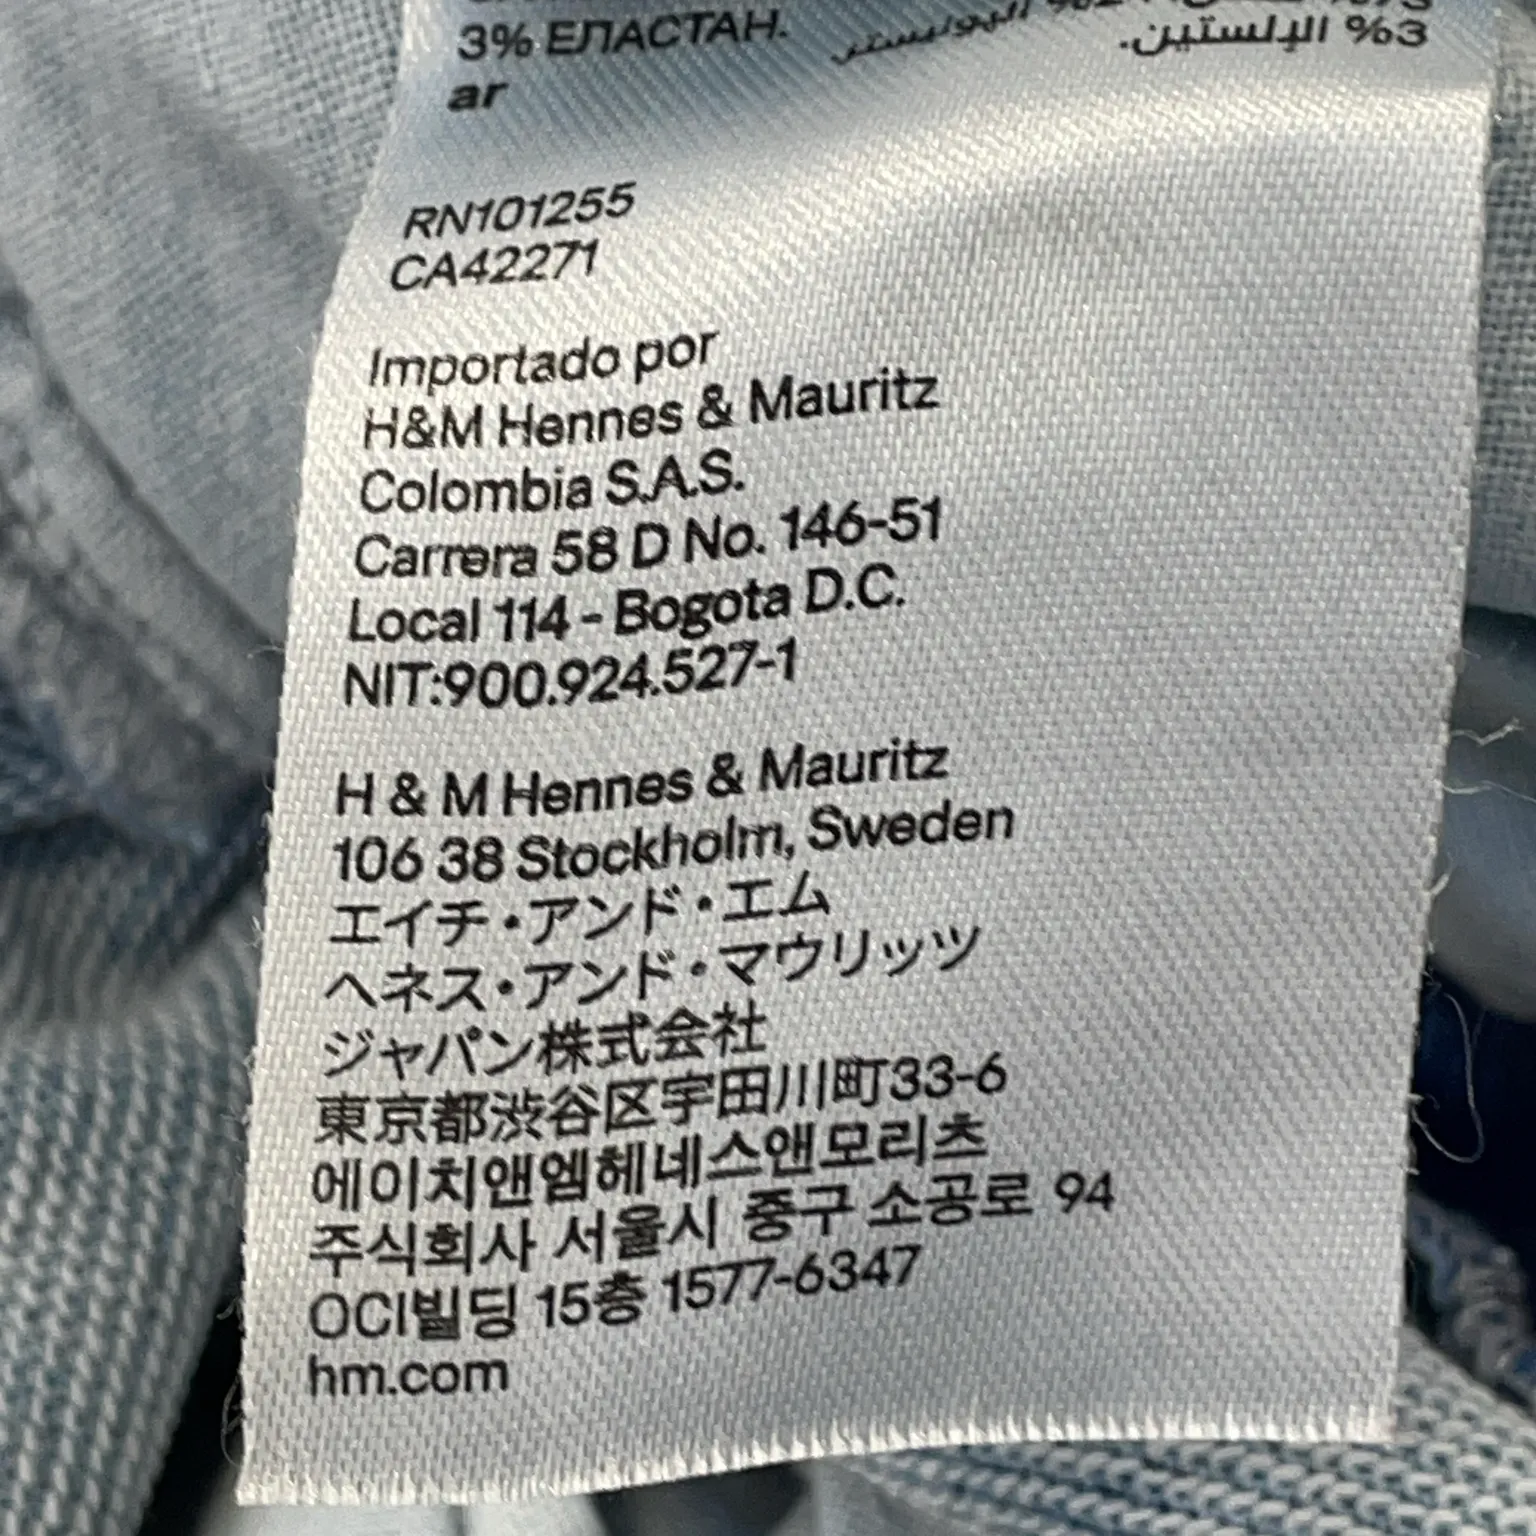 3% ЕЛАСТАН.
ar
3% الإلستين.
RN101255
CA42271
Importado por
H&M Hennes & Mauritz
Colombia S.A.S.
Carrera 58 D No. 146-51
Local 114 - Bogota D.C.
NIT:900.924.527-1
H & M Hennes & Mauritz
106 38 Stockholm, Sweden
エイチ・アンド・エム
ヘネス・アンド・マウリッツ
ジャパン株式会社
東京都渋谷区宇田川町33-6
에이치앤엠헤네스앤모리츠
주식회사 서울시 중구 소공로 94
OCI빌딩 15층 1577-6347
hm.com